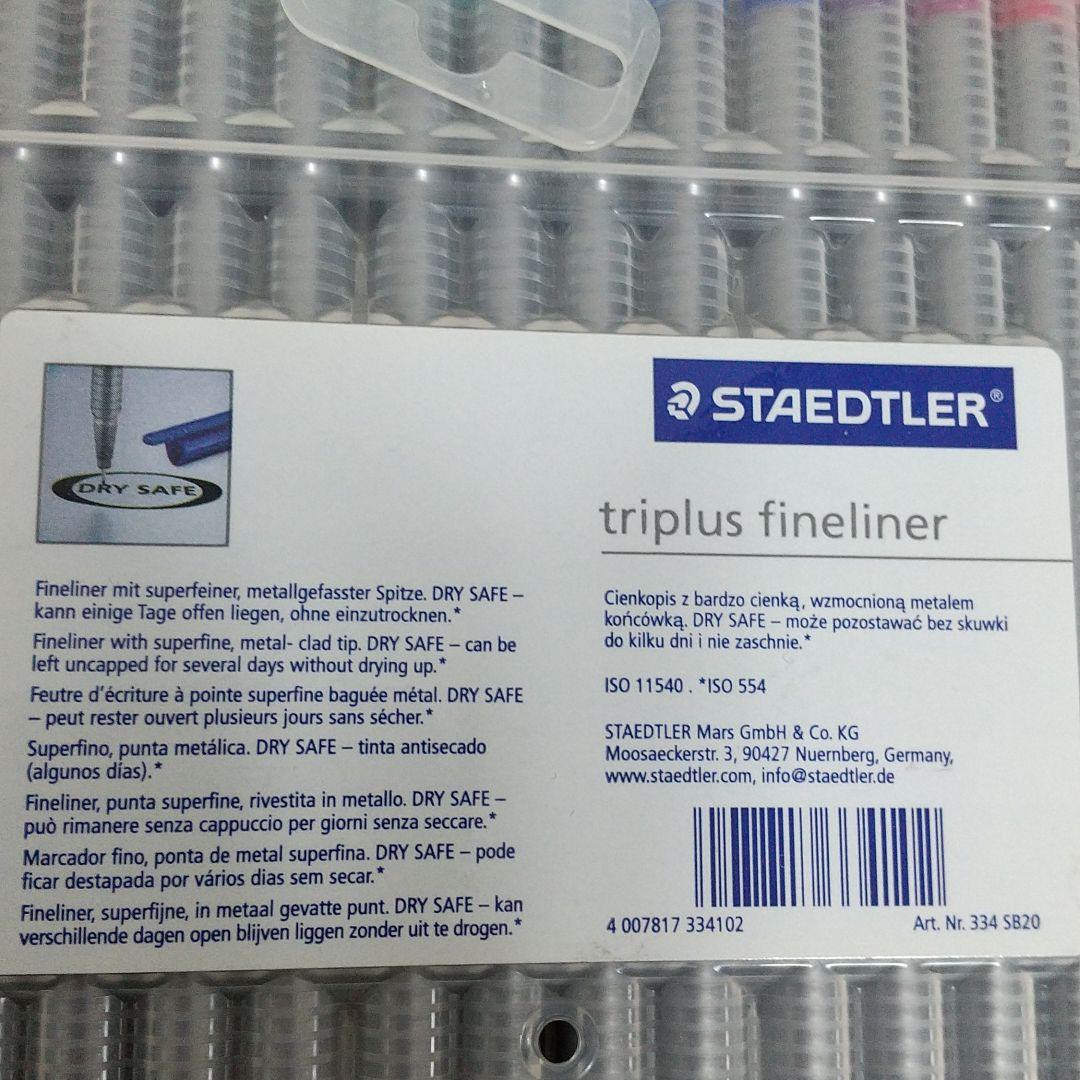 DRY SAFE
STAEDTLER®
triplus fineliner
Fineliner mit superfeiner, metallgefasster Spitze. DRY SAFE –
kann einige Tage offen liegen, ohne einzutrocknen.*
Fineliner with superfine, metal- clad tip. DRY SAFE – can be
left uncapped for several days without drying up.*
Feutre d'écriture à pointe superfine baguée métal. DRY SAFE
– peut rester ouvert plusieurs jours sans sécher.*
Superfino, punta metálica. DRY SAFE – tinta antisecado
(algunos días).*
Fineliner, punta superfine, rivestita in metallo. DRY SAFE –
può rimanere senza cappuccio per giorni senza seccare.*
Marcador fino, ponta de metal superfina. DRY SAFE – pode
ficar destapada por vários dias sem secar.*
Fineliner, superfijne, in metaal gevatte punt. DRY SAFE – kan
verschillende dagen open blijven liggen zonder uit te drogen.*
Cienkopis z bardzo cienką, wzmocnioną metalem
końcówką. DRY SAFE – może pozostawać bez skuwki
do kilku dni i nie zaschnie.*
ISO 11540 . *ISO 554
STAEDTLER Mars GmbH & Co. KG
Moosaeckerstr. 3, 90427 Nuernberg, Germany,
www.staedtler.com, info@staedtler.de
4 007817 334102
Art. Nr. 334 SB20